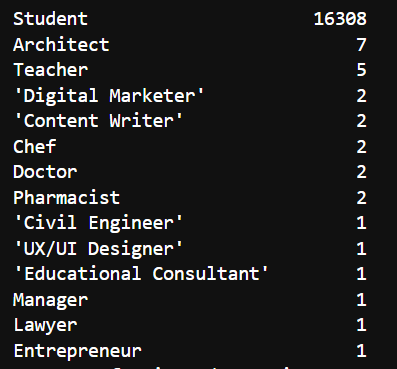 Student 16308
Architect 7
Teacher 5
'Digital Marketer' 2
'Content Writer' 2
Chef 2
Doctor 2
Pharmacist 2
'Civil Engineer' 1
'UX/UI Designer' 1
'Educational Consultant' 1
Manager 1
Lawyer 1
Entrepreneur 1